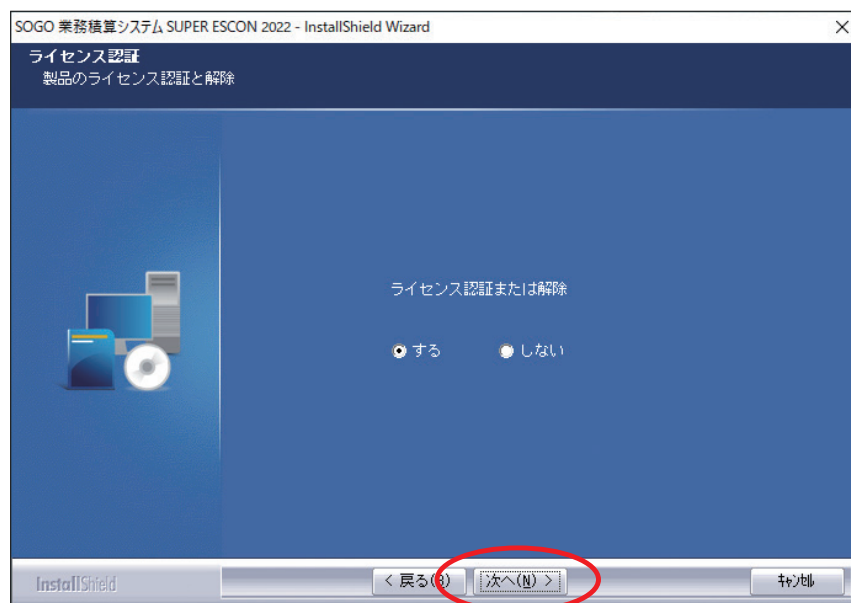 SOGO 業務積算システム SUPER ESCON 2022 - InstallShield Wizard
ライセンス認証
製品のライセンス認証と解除
ライセンス認証または解除
する しない
InstallShield
< 戻る(B) 次へ(N) > ｷｬﾝｾﾙ